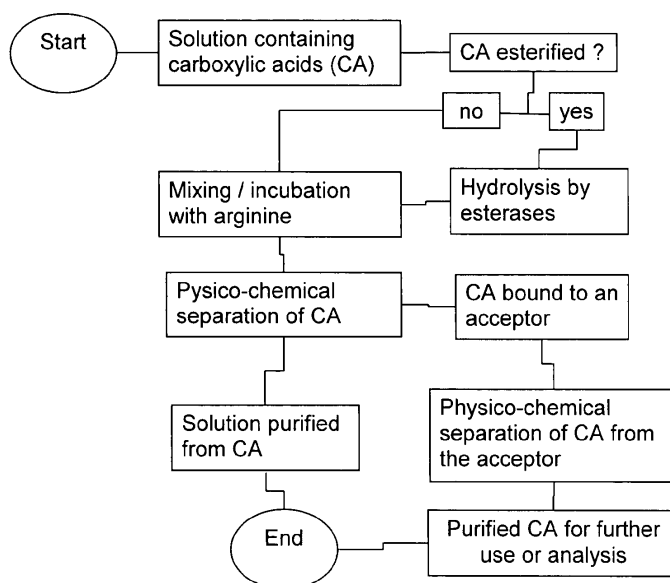 Start
Solution containing
carboxylic acids (CA)
CA esterified ?
no
yes
Mixing / incubation
with arginine
Hydrolysis by
esterases
Pysico-chemical
separation of CA
CA bound to an
acceptor
Solution purified
from CA
Physico-chemical
separation of CA from
the acceptor
End
Purified CA for further
use or analysis